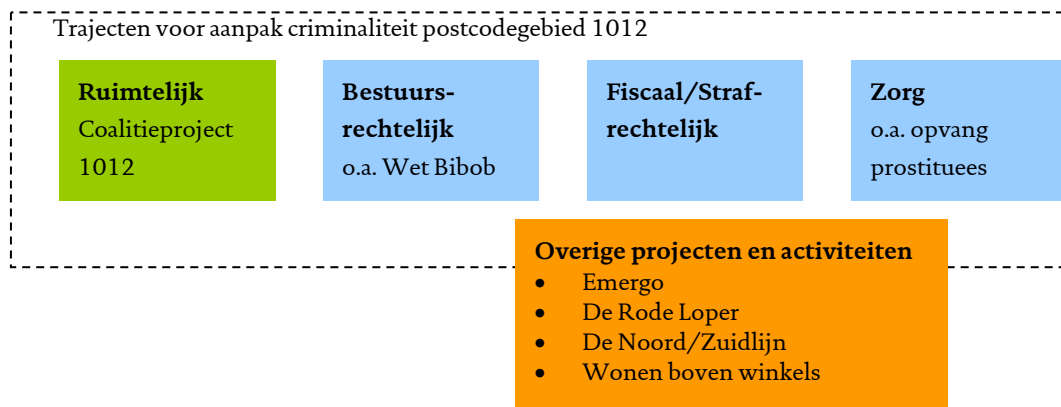 Trajecten voor aanpak criminaliteit postcodegebied 1012
Ruimtelijk
Coalitieproject
1012
Bestuurs-
rechtelijk
o.a. Wet Bibob
Fiscaal/Straf-
rechtelijk
Zorg
o.a. opvang
prostituees
Overige projecten en activiteiten
• Emergo
• De Rode Loper
• De Noord/Zuidlijn
• Wonen boven winkels